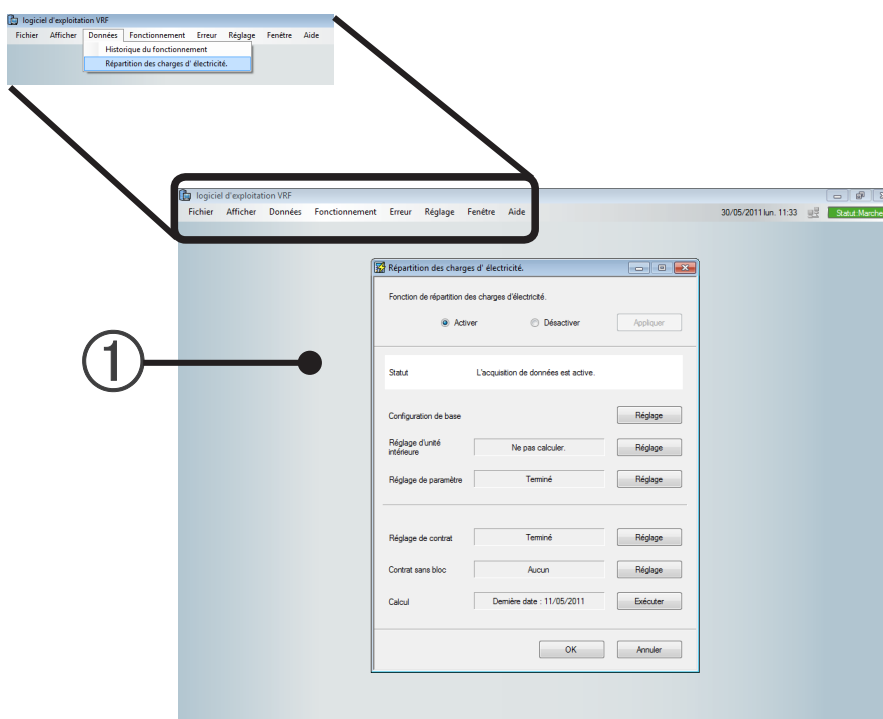 logiciel d'exploitation VRF
Fichier Afficher Données Fonctionnement Erreur Réglage Fenêtre Aide
Historique du fonctionnement
Répartition des charges d' électricité.
logiciel d'exploitation VRF
Fichier Afficher Données Fonctionnement Erreur Réglage Fenêtre Aide
30/05/2011 lun. 11:33 Statut Marche
Répartition des charges d' électricité.
Fonction de répartition des charges d'électricité.
Activer Désactiver Appliquer
1
Statut L'acquisition de données est active.
Configuration de base Réglage
Réglage d'unité
intérieure Ne pas calculer. Réglage
Réglage de paramètre Terminé Réglage
Réglage de contrat Terminé Réglage
Contrat sans bloc Aucun Réglage
Calcul Dernière date : 11/05/2011 Exécuter
OK Annuler